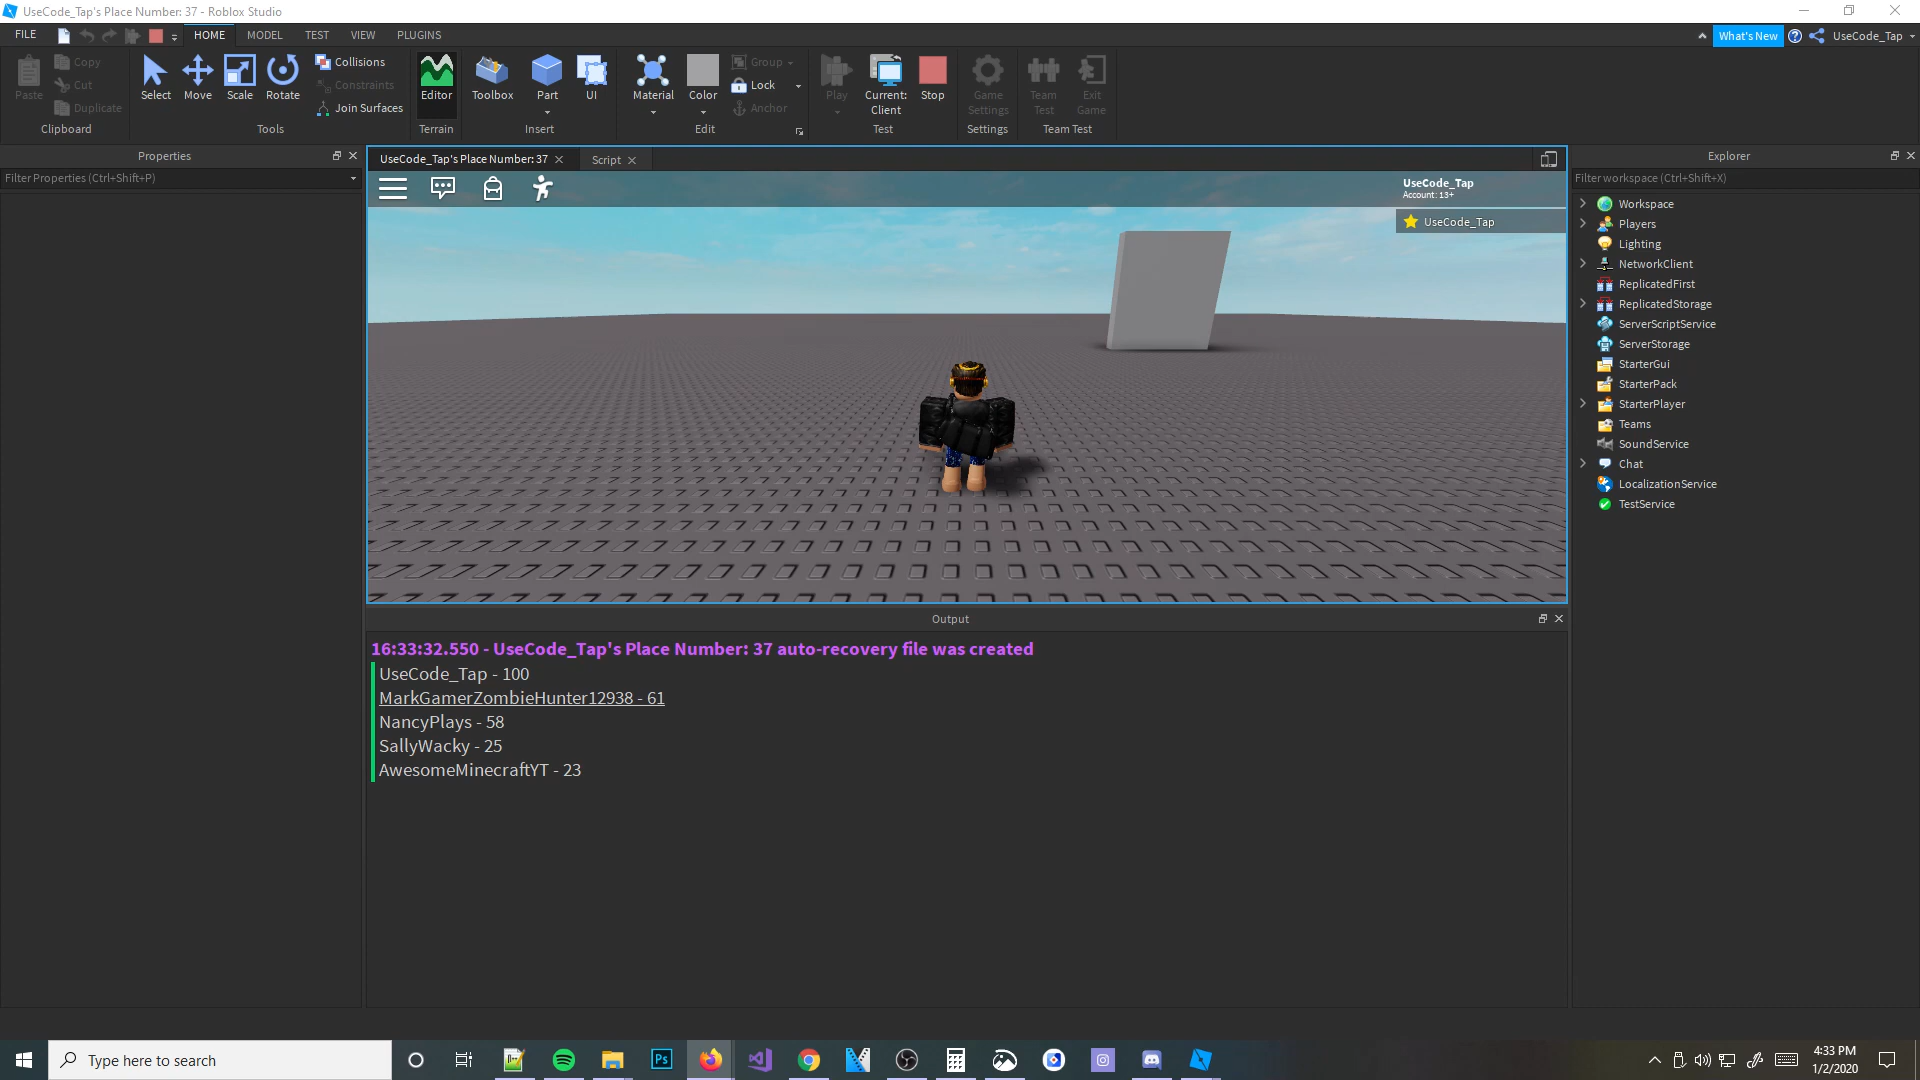 UseCode_Tap's Place Number: 37 - Roblox Studio
FILE HOME MODEL TEST VIEW PLUGINS What's New UseCode_Tap
Paste Copy Cut Duplicate
Clipboard
Select Move Scale Rotate Collisions Constraints Join Surfaces
Tools
Editor
Terrain
Toolbox Part UI
Insert
Material Color Group Lock Anchor
Edit
Play Current: Client Stop
Test
Game Settings
Settings
Team Test Exit Game
Team Test
Properties
Filter Properties (Ctrl+Shift+P)
UseCode_Tap's Place Number: 37 Script
UseCode_Tap
Account: 13+
UseCode_Tap
Output
16:33:32.550 - UseCode_Tap's Place Number: 37 auto-recovery file was created
UseCode_Tap - 100
MarkGamerZombieHunter12938 - 61
NancyPlays - 58
SallyWacky - 25
AwesomeMinecraftYT - 23
Explorer
Filter workspace (Ctrl+Shift+X)
Workspace
Players
Lighting
NetworkClient
ReplicatedFirst
ReplicatedStorage
ServerScriptService
ServerStorage
StarterGui
StarterPack
StarterPlayer
Teams
SoundService
Chat
LocalizationService
TestService
Type here to search
Ps
4:33 PM
1/2/2020